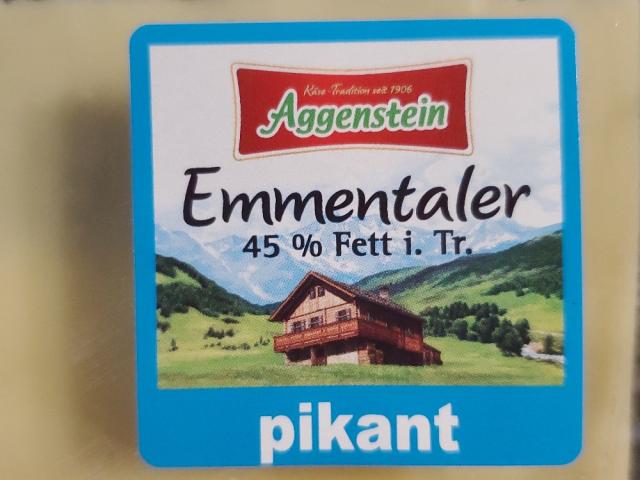 Käse-Tradition seit 1906
Aggenstein
Emmentaler
45 % Fett i. Tr.
pikant